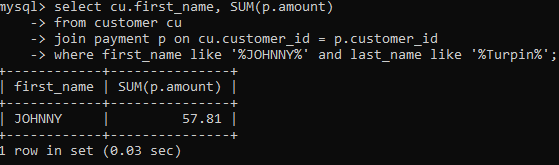 mysql> select cu.first_name, SUM(p.amount)
    -> from customer cu
    -> join payment p on cu.customer_id = p.customer_id
    -> where first_name like '%JOHNNY%' and last_name like '%Turpin%';
+------------+---------------+
| first_name | SUM(p.amount) |
+------------+---------------+
| JOHNNY     |         57.81 |
+------------+---------------+
1 row in set (0.03 sec)